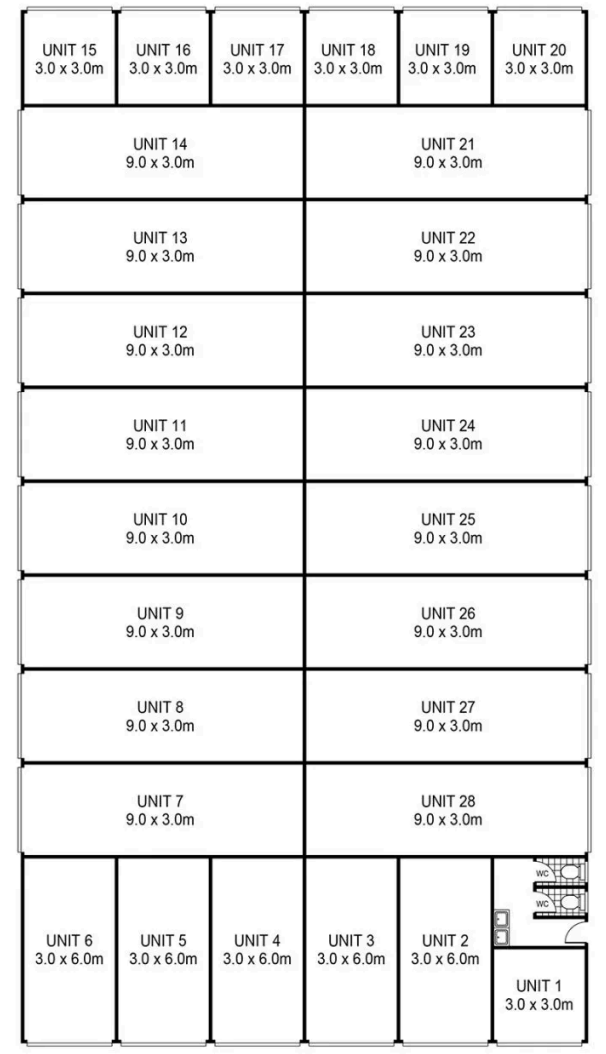 UNIT 15
3.0 x 3.0m
UNIT 16
3.0 x 3.0m
UNIT 17
3.0 x 3.0m
UNIT 18
3.0 x 3.0m
UNIT 19
3.0 x 3.0m
UNIT 20
3.0 x 3.0m
UNIT 14
9.0 x 3.0m
UNIT 21
9.0 x 3.0m
UNIT 13
9.0 x 3.0m
UNIT 22
9.0 x 3.0m
UNIT 12
9.0 x 3.0m
UNIT 23
9.0 x 3.0m
UNIT 11
9.0 x 3.0m
UNIT 24
9.0 x 3.0m
UNIT 10
9.0 x 3.0m
UNIT 25
9.0 x 3.0m
UNIT 9
9.0 x 3.0m
UNIT 26
9.0 x 3.0m
UNIT 8
9.0 x 3.0m
UNIT 27
9.0 x 3.0m
UNIT 7
9.0 x 3.0m
UNIT 28
9.0 x 3.0m
WC
WC
UNIT 6
3.0 x 6.0m
UNIT 5
3.0 x 6.0m
UNIT 4
3.0 x 6.0m
UNIT 3
3.0 x 6.0m
UNIT 2
3.0 x 6.0m
UNIT 1
3.0 x 3.0m